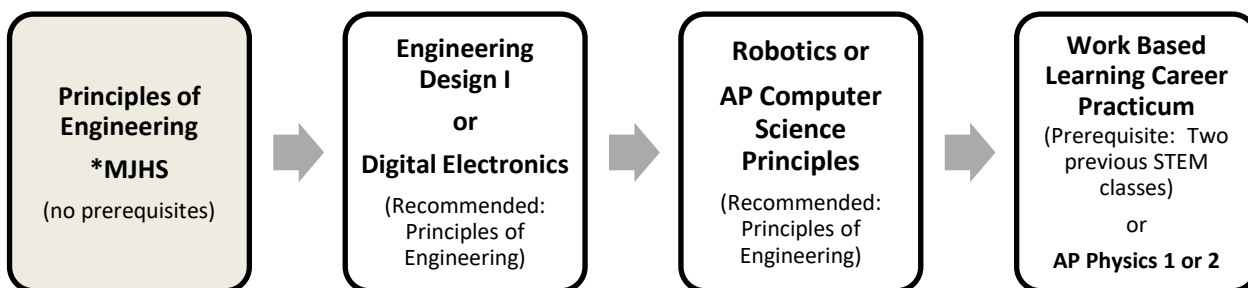 Principles of
Engineering
*MJHS
(no prerequisites)
Engineering
Design I
or
Digital Electronics
(Recommended:
Principles of
Engineering)
Robotics or
AP Computer
Science
Principles
(Recommended:
Principles of
Engineering)
Work Based
Learning Career
Practicum
(Prerequisite: Two
previous STEM
classes)
or
AP Physics 1 or 2